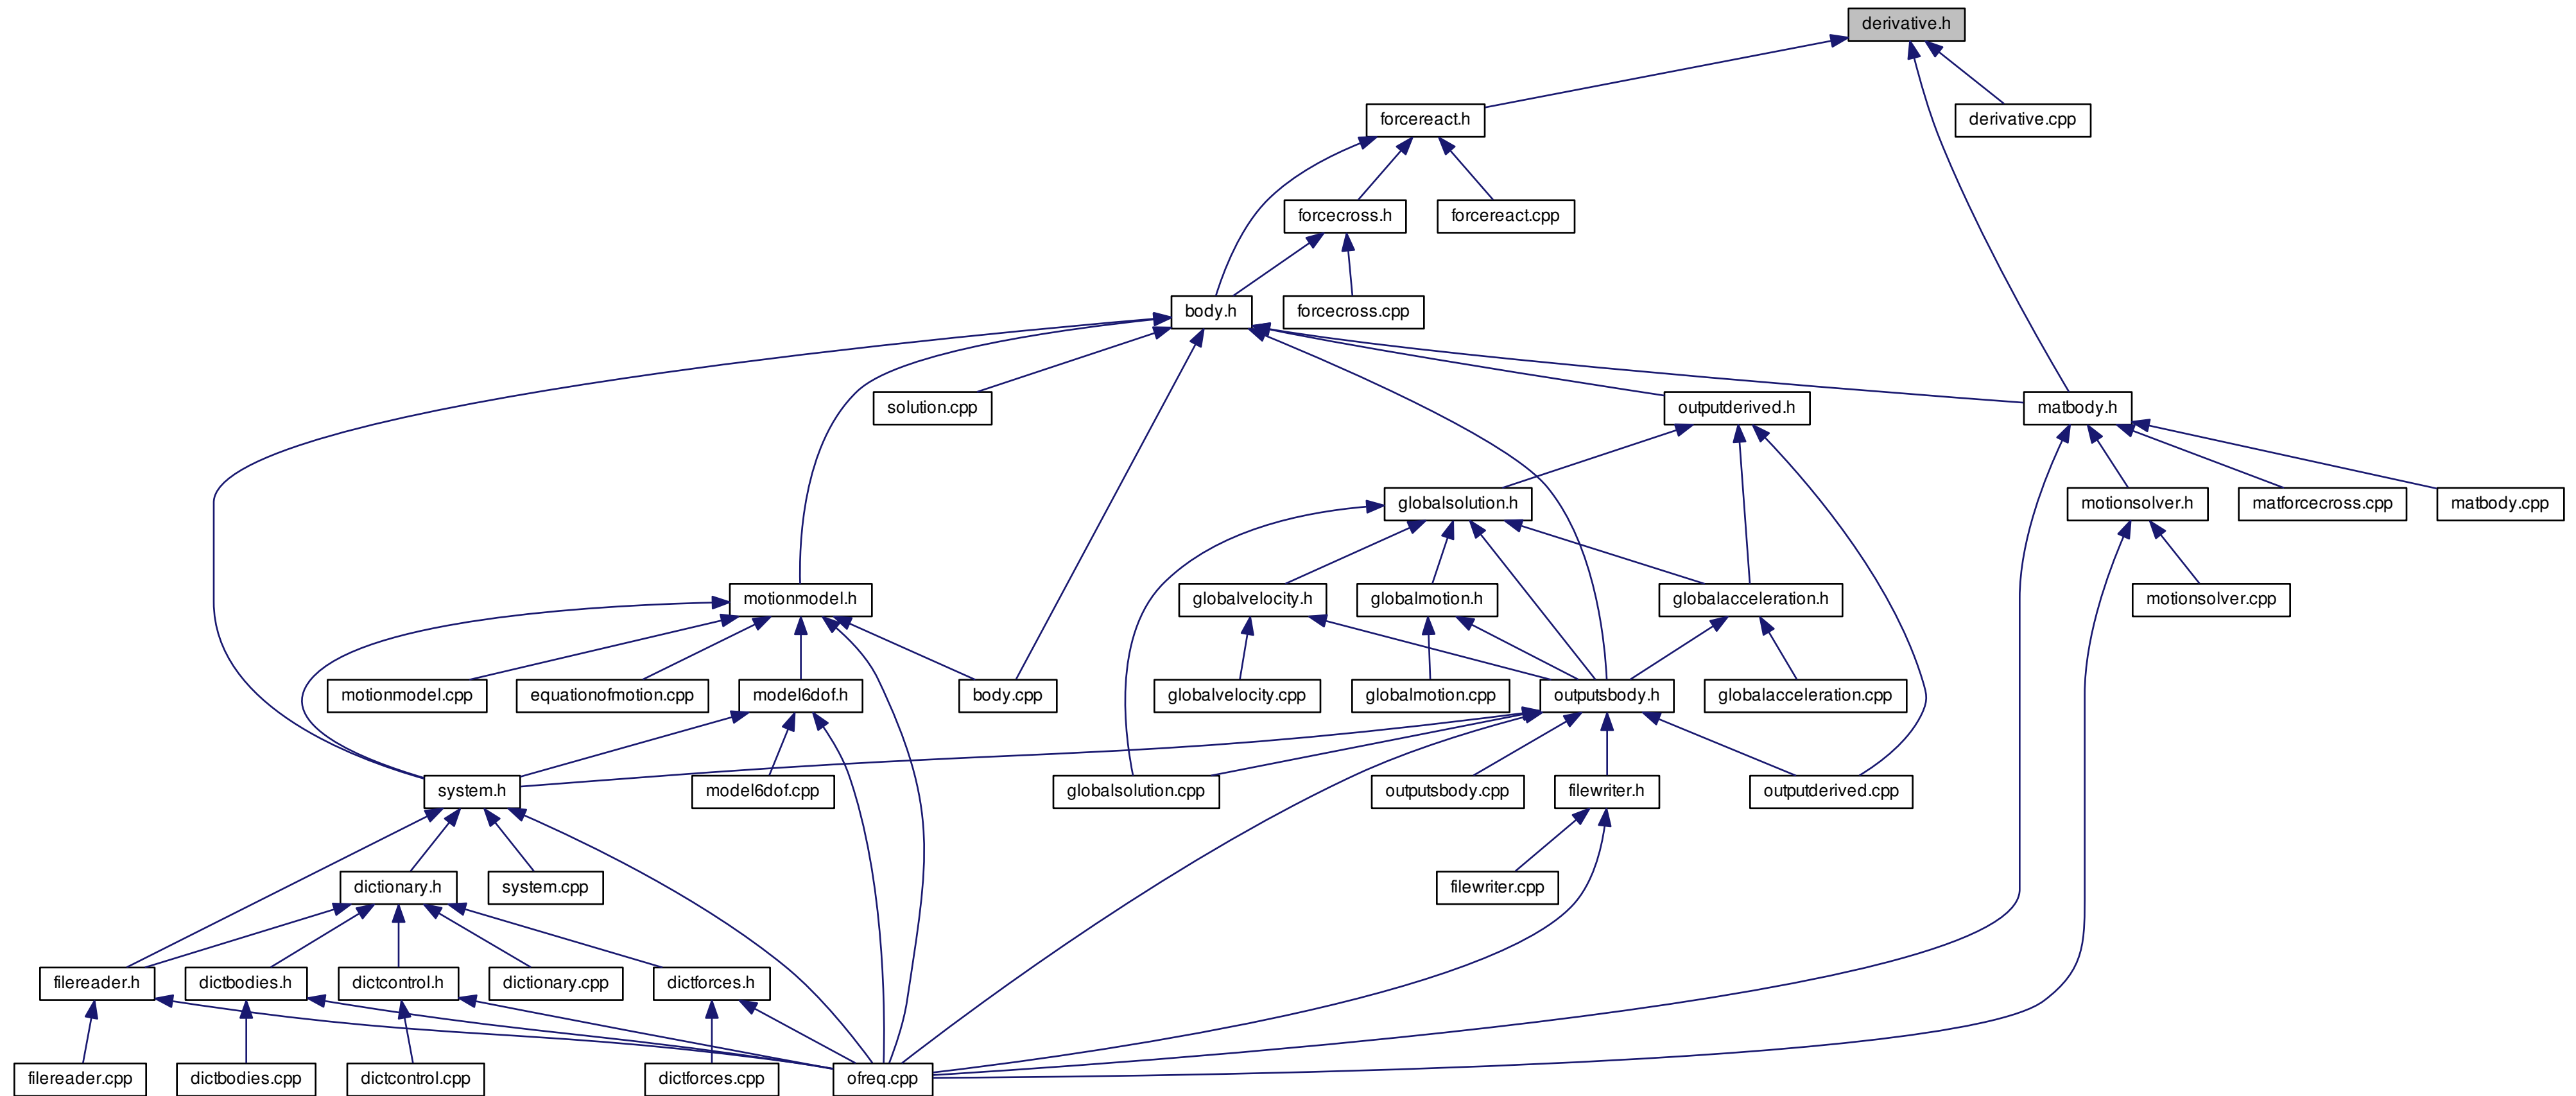 derivative.h
forcereact.h
derivative.cpp
forcecross.h
forcereact.cpp
body.h
forcecross.cpp
solution.cpp
outputderived.h
matbody.h
globalsolution.h
motionsolver.h
matforcecross.cpp
matbody.cpp
motionmodel.h
globalvelocity.h
globalmotion.h
globalacceleration.h
motionsolver.cpp
motionmodel.cpp
equationofmotion.cpp
model6dof.h
body.cpp
globalvelocity.cpp
globalmotion.cpp
outputsbody.h
globalacceleration.cpp
system.h
model6dof.cpp
globalsolution.cpp
outputsbody.cpp
filewriter.h
outputderived.cpp
dictionary.h
system.cpp
filewriter.cpp
filereader.h
dictbodies.h
dictcontrol.h
dictionary.cpp
dictforces.h
filereader.cpp
dictbodies.cpp
dictcontrol.cpp
dictforces.cpp
ofreq.cpp